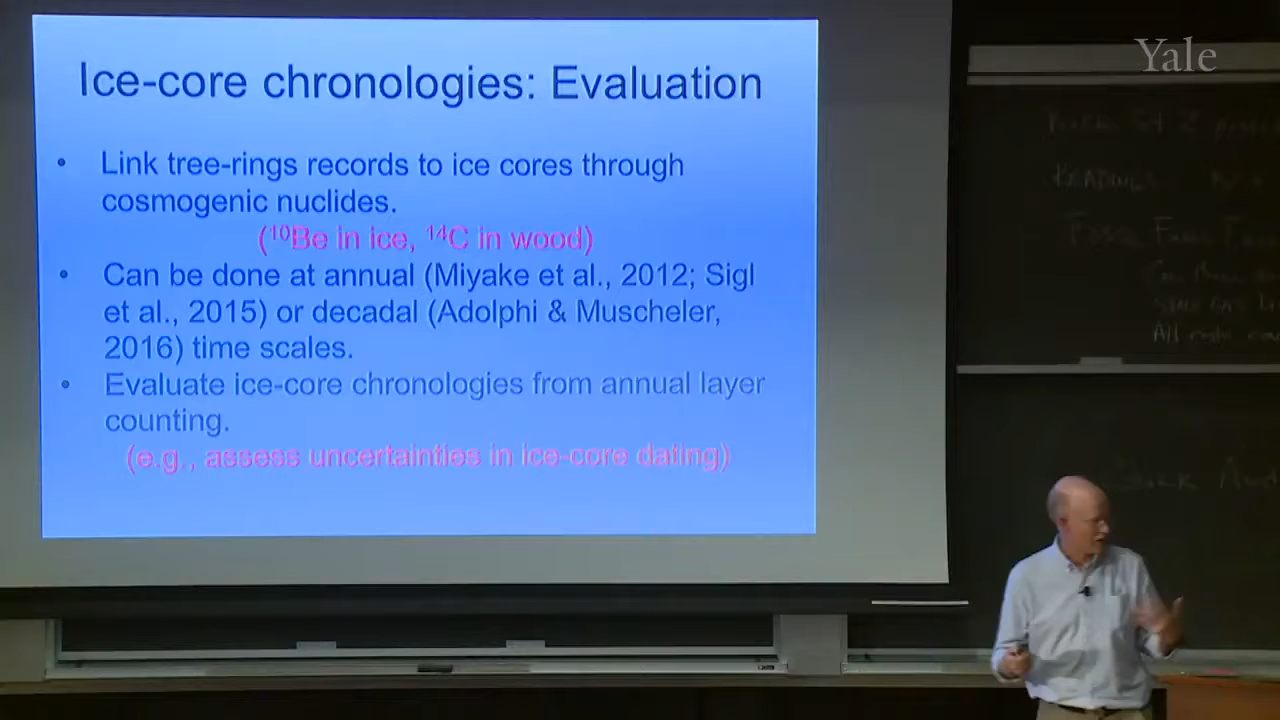 Yale
Ice-core chronologies: Evaluation
• Link tree-rings records to ice cores through
cosmogenic nuclides.
(¹⁰Be in ice, ¹⁴C in wood)
• Can be done at annual (Miyake et al., 2012; Sigl
et al., 2015) or decadal (Adolphi & Muscheler,
2016) time scales.
• Evaluate ice-core chronologies from annual layer
counting.
(e.g., assess uncertainties in ice-core dating)